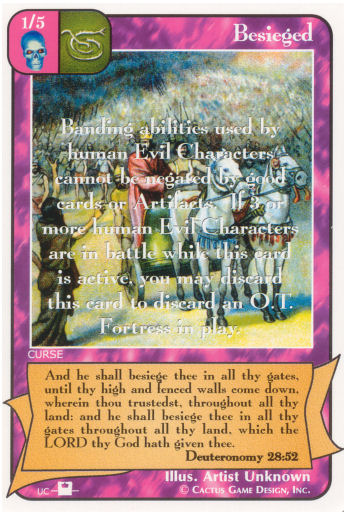 1/5
Besieged
Banding abilities used by
human Evil Characters
cannot be negated by good
cards or Artifacts. If 3 or
more human Evil Characters
are in battle while this card
is active, you may discard
this card to discard an O.T.
Fortress in play.
CURSE
And he shall besiege thee in all thy gates,
until thy high and fenced walls come down,
wherein thou trustedst, throughout all thy
land: and he shall besiege thee in all thy
gates throughout all thy land, which the
LORD thy God hath given thee.
Deuteronomy 28:52
Illus. Artist Unknown
UC
© CACTUS GAME DESIGN, INC.